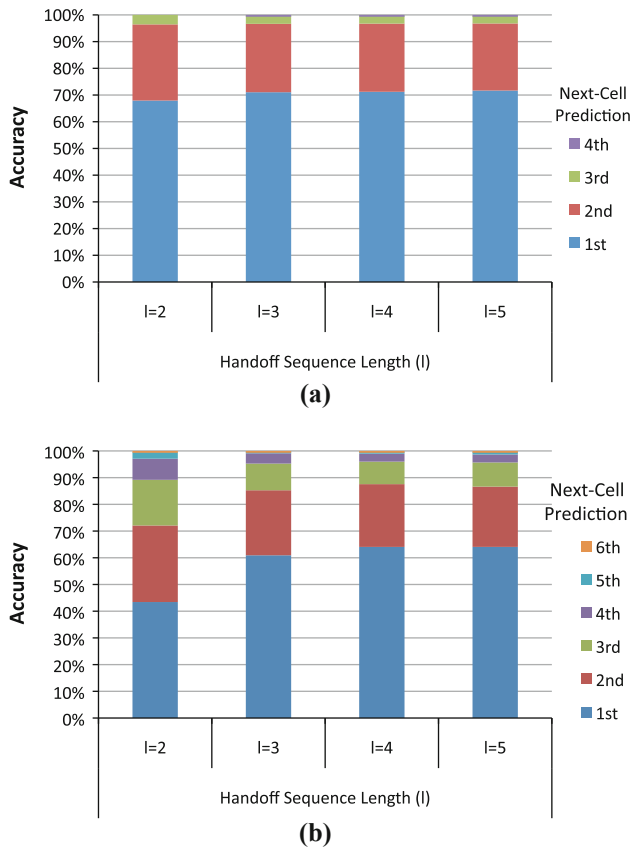 100%
90%
80%
70%
60%
50%
40%
30%
20%
10%
0%
Accuracy
l=2
l=3
l=4
l=5
Handoff Sequence Length (l)
Next-Cell
Prediction
4th
3rd
2nd
1st
(a)
100%
90%
80%
70%
60%
50%
40%
30%
20%
10%
0%
Accuracy
l=2
l=3
l=4
l=5
Handoff Sequence Length (l)
Next-Cell
Prediction
6th
5th
4th
3rd
2nd
1st
(b)